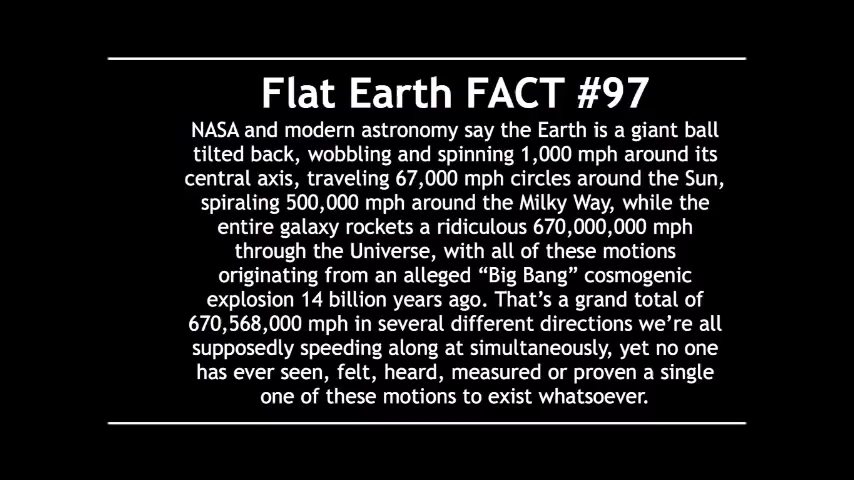 Flat Earth FACT #97
NASA and modern astronomy say the Earth is a giant ball
tilted back, wobbling and spinning 1,000 mph around its
central axis, traveling 67,000 mph circles around the Sun,
spiraling 500,000 mph around the Milky Way, while the
entire galaxy rockets a ridiculous 670,000,000 mph
through the Universe, with all of these motions
originating from an alleged “Big Bang” cosmogenic
explosion 14 billion years ago. That’s a grand total of
670,568,000 mph in several different directions we’re all
supposedly speeding along at simultaneously, yet no one
has ever seen, felt, heard, measured or proven a single
one of these motions to exist whatsoever.